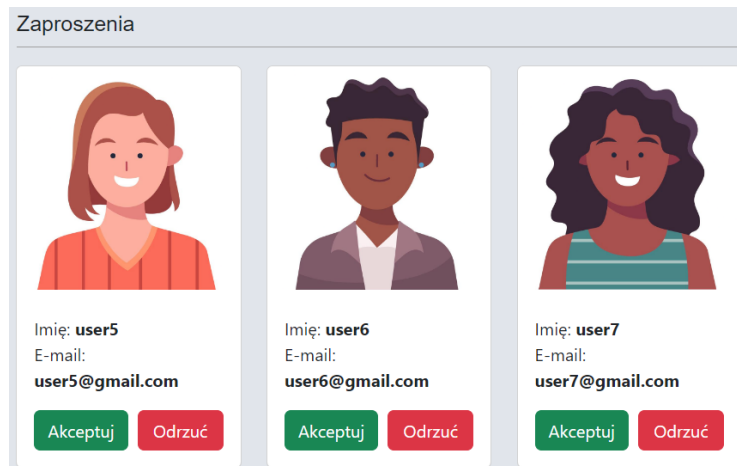 Zaproszenia
Imię: user5
E-mail:
user5@gmail.com
Akceptuj Odrzuć
Imię: user6
E-mail:
user6@gmail.com
Akceptuj Odrzuć
Imię: user7
E-mail:
user7@gmail.com
Akceptuj Odrzuć